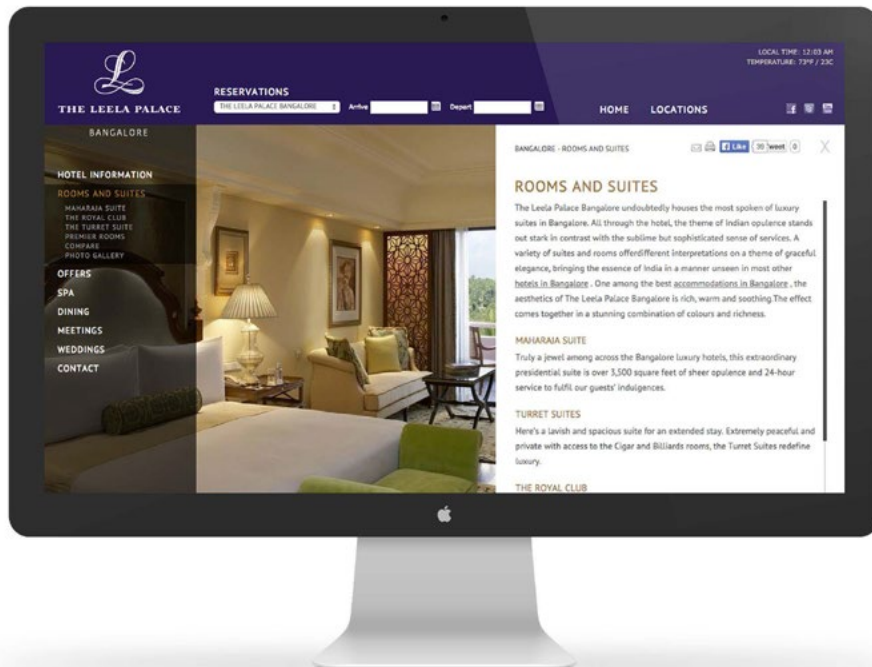 LOCAL TIME: 12:03 AM
TEMPERATURE: 73°F / 23C
L
THE LEELA PALACE
RESERVATIONS
THE LEELA PALACE BANGALORE
Arrive
Depart
HOME
LOCATIONS
BANGALORE
HOTEL INFORMATION
ROOMS AND SUITES
MAHARAJA SUITE
THE ROYAL CLUB
THE TURRET SUITE
PREMIER ROOMS
COMPARE
PHOTO GALLERY
OFFERS
SPA
DINING
MEETINGS
WEDDINGS
CONTACT
BANGALORE - ROOMS AND SUITES
Like
39
Tweet
0
X
ROOMS AND SUITES
The Leela Palace Bangalore undoubtedly houses the most spoken of luxury
suites in Bangalore. All through the hotel, the theme of Indian opulence stands
out stark in contrast with the sublime but sophisticated sense of services. A
variety of suites and rooms offerdifferent interpretations on a theme of graceful
elegance, bringing the essence of India in a manner unseen in most other
hotels in Bangalore . One among the best accommodations in Bangalore , the
aesthetics of The Leela Palace Bangalore is rich, warm and soothing.The effect
comes together in a stunning combination of colours and richness.
MAHARAJA SUITE
Truly a jewel among across the Bangalore luxury hotels, this extraordinary
presidential suite is over 3,500 square feet of sheer opulence and 24-hour
service to fulfil our guests' indulgences.
TURRET SUITES
Here's a lavish and spacious suite for an extended stay. Extremely peaceful and
private with access to the Cigar and Billiards rooms, the Turret Suites redefine
luxury.
THE ROYAL CLUB